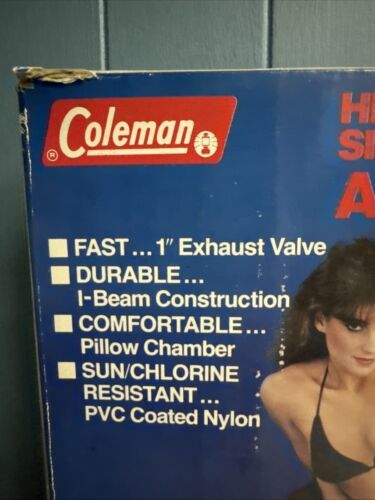 Coleman
®
FAST... 1" Exhaust Valve
DURABLE...
I-Beam Construction
COMFORTABLE...
Pillow Chamber
SUN/CHLORINE
RESISTANT...
PVC Coated Nylon